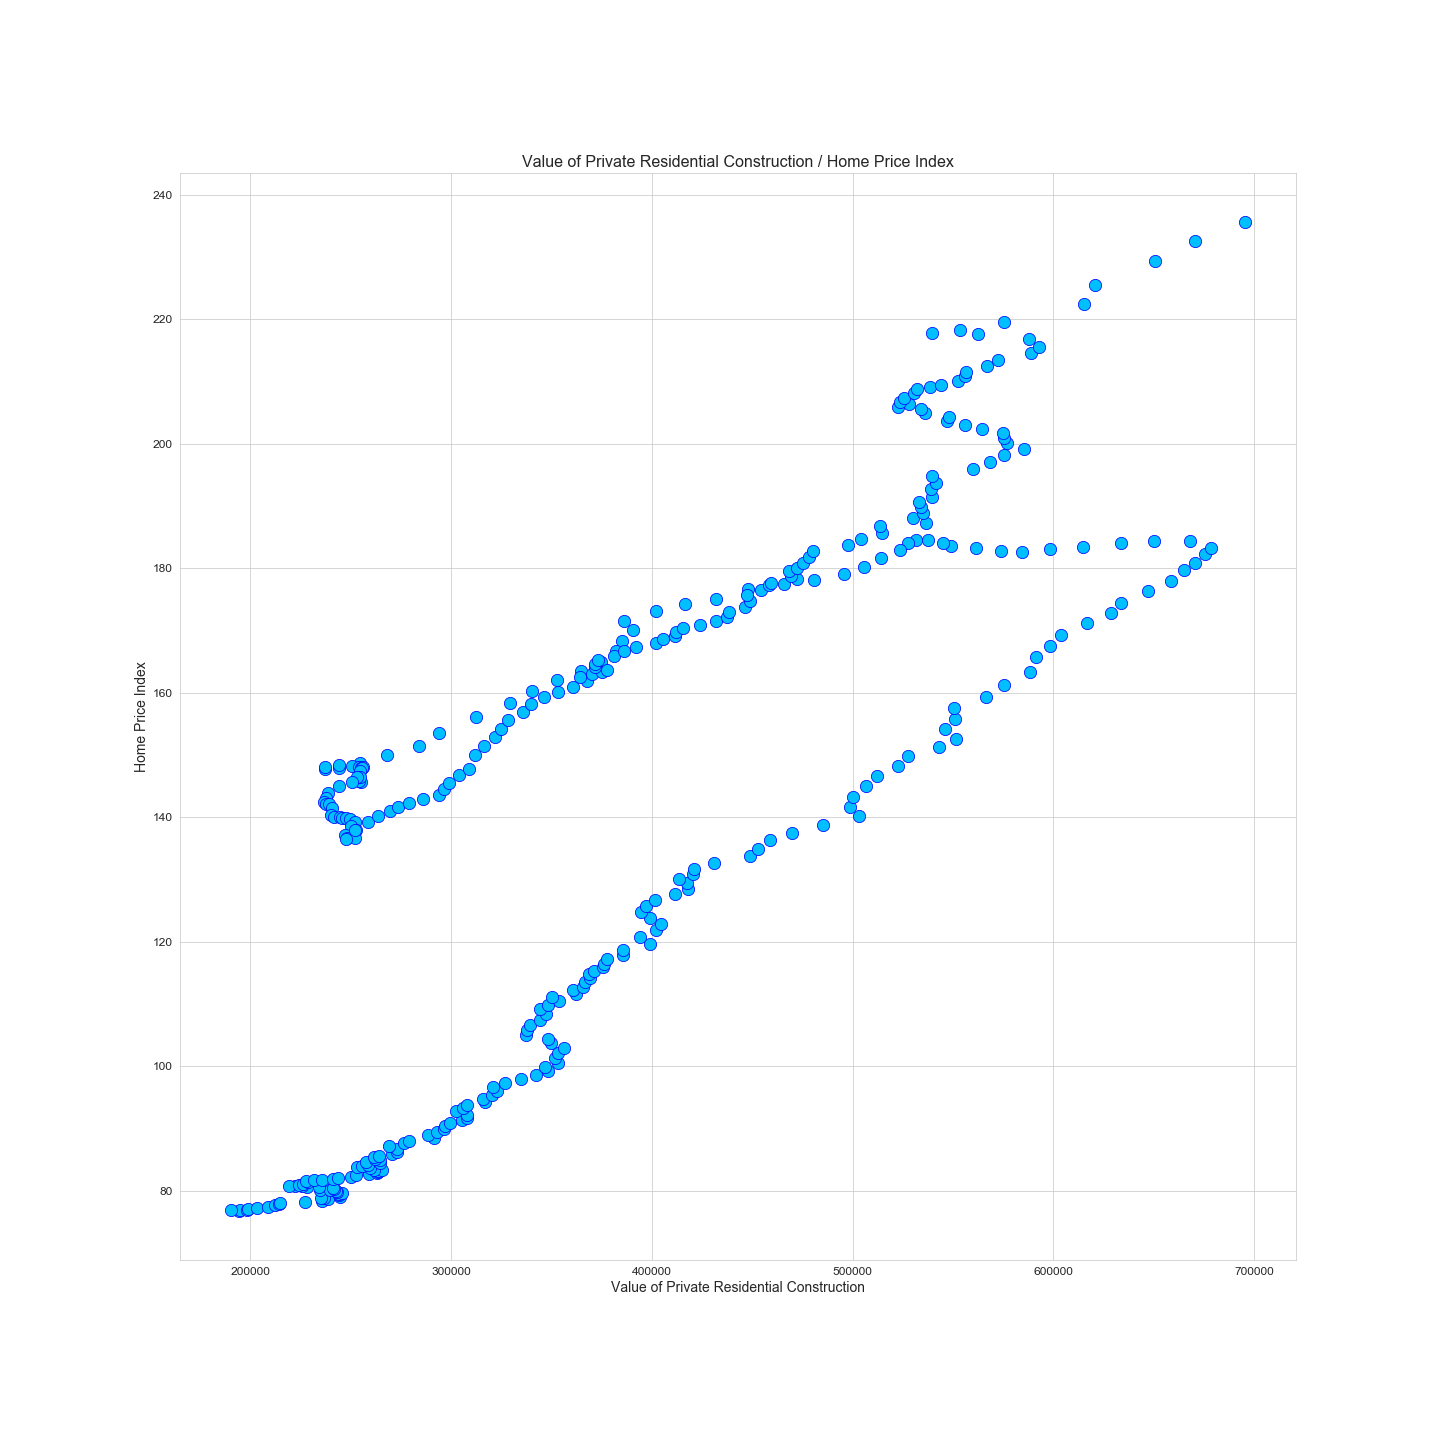 Value of Private Residential Construction / Home Price Index
240
220
200
180
160
140
120
100
80
Home Price Index
200000 300000 400000 500000 600000 700000
Value of Private Residential Construction